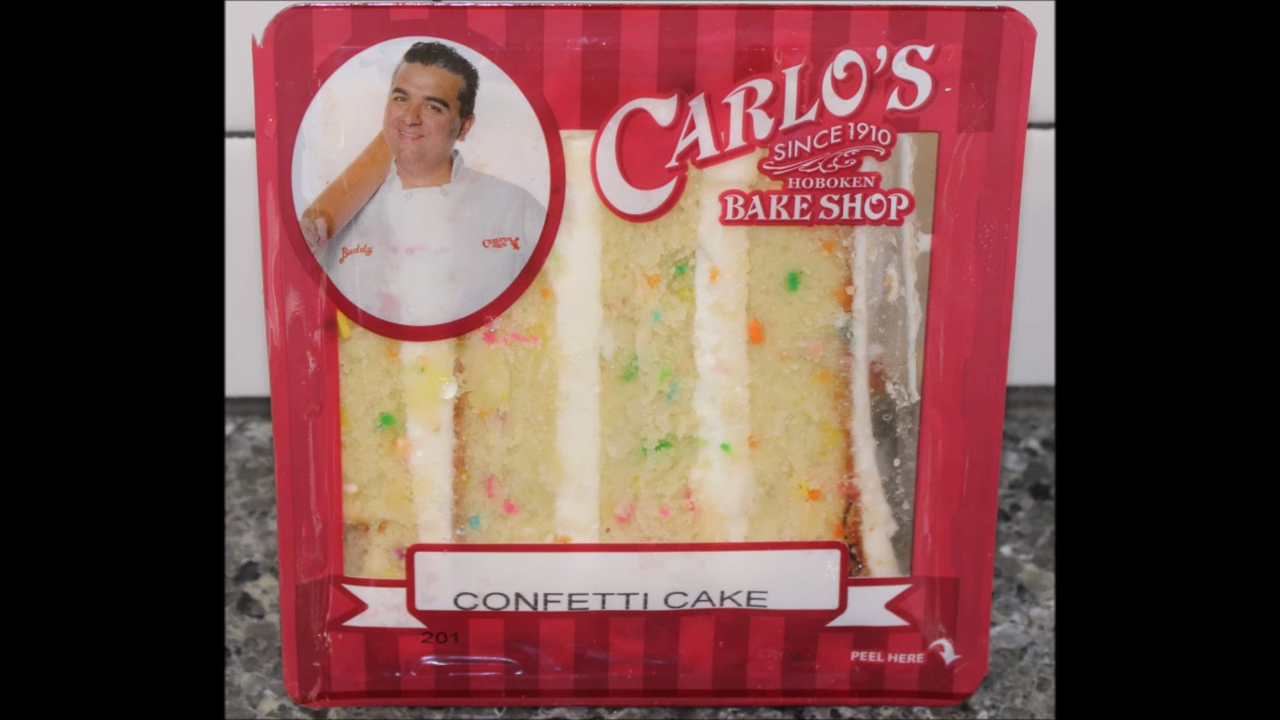 CARLO'S
SINCE 1910
HOBOKEN
BAKE SHOP
Buddy
CONFETTI CAKE
201
PEEL HERE